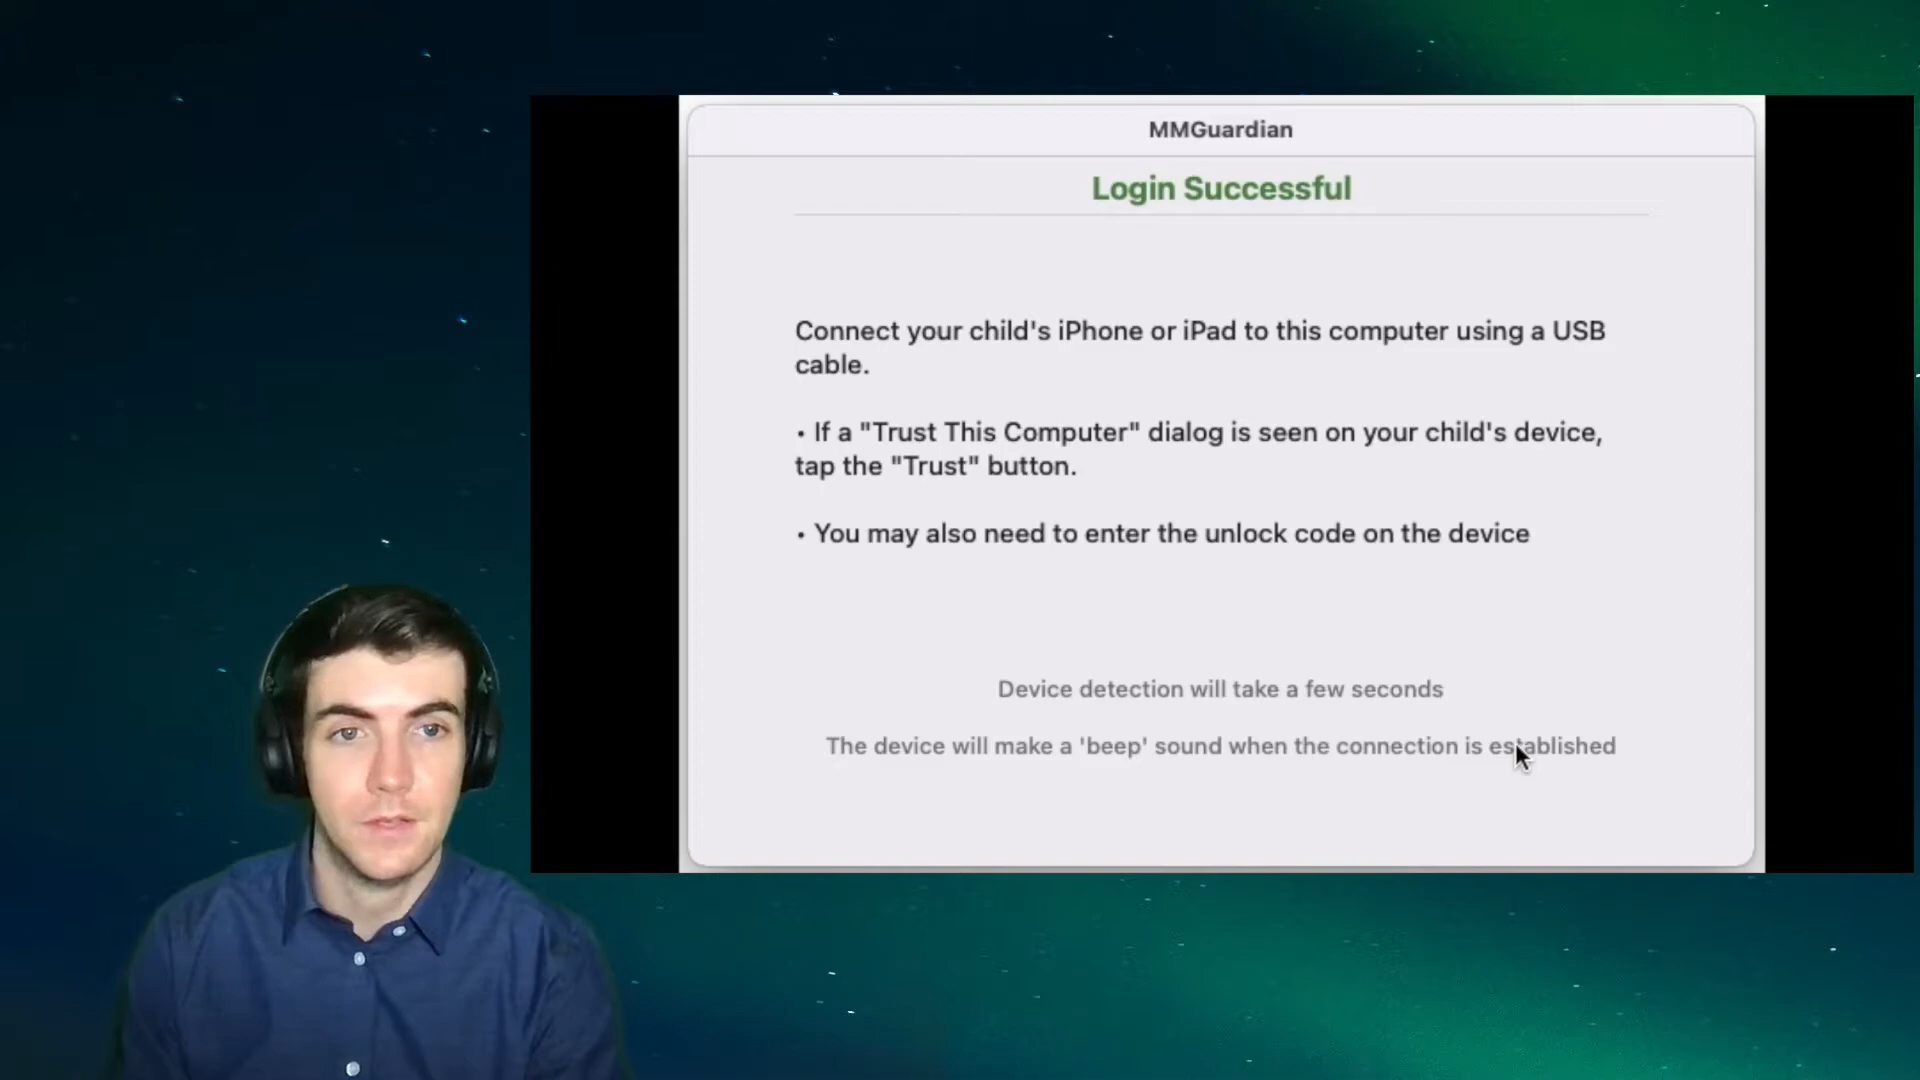 MMGuardian
Login Successful
Connect your child's iPhone or iPad to this computer using a USB
cable.
• If a "Trust This Computer" dialog is seen on your child's device,
tap the "Trust" button.
• You may also need to enter the unlock code on the device
Device detection will take a few seconds
The device will make a 'beep' sound when the connection is established